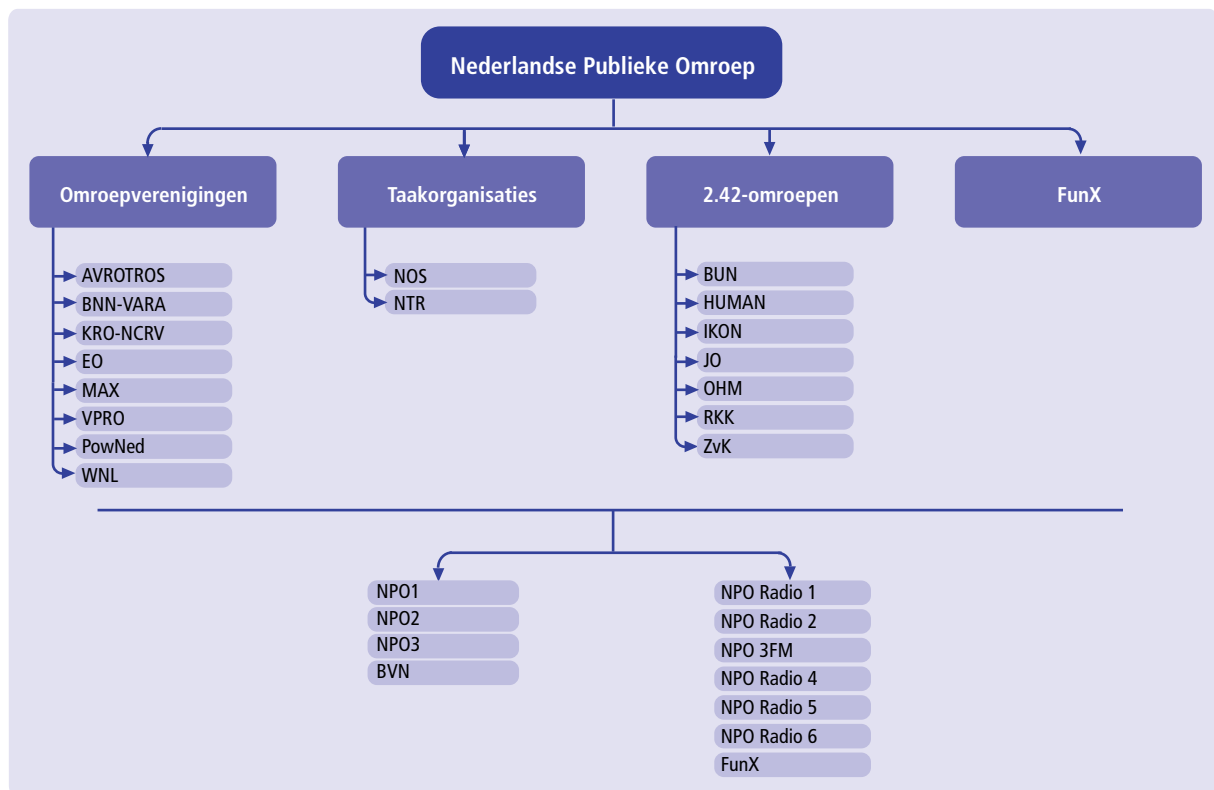 Nederlandse Publieke Omroep
Omroepverenigingen
AVROTROS
BNN-VARA
KRO-NCRV
EO
MAX
VPRO
PowNed
WNL
Taakorganisaties
NOS
NTR
2.42-omroepen
BUN
HUMAN
IKON
JO
OHM
RKK
ZvK
FunX
NPO1
NPO2
NPO3
BVN
NPO Radio 1
NPO Radio 2
NPO 3FM
NPO Radio 4
NPO Radio 5
NPO Radio 6
FunX